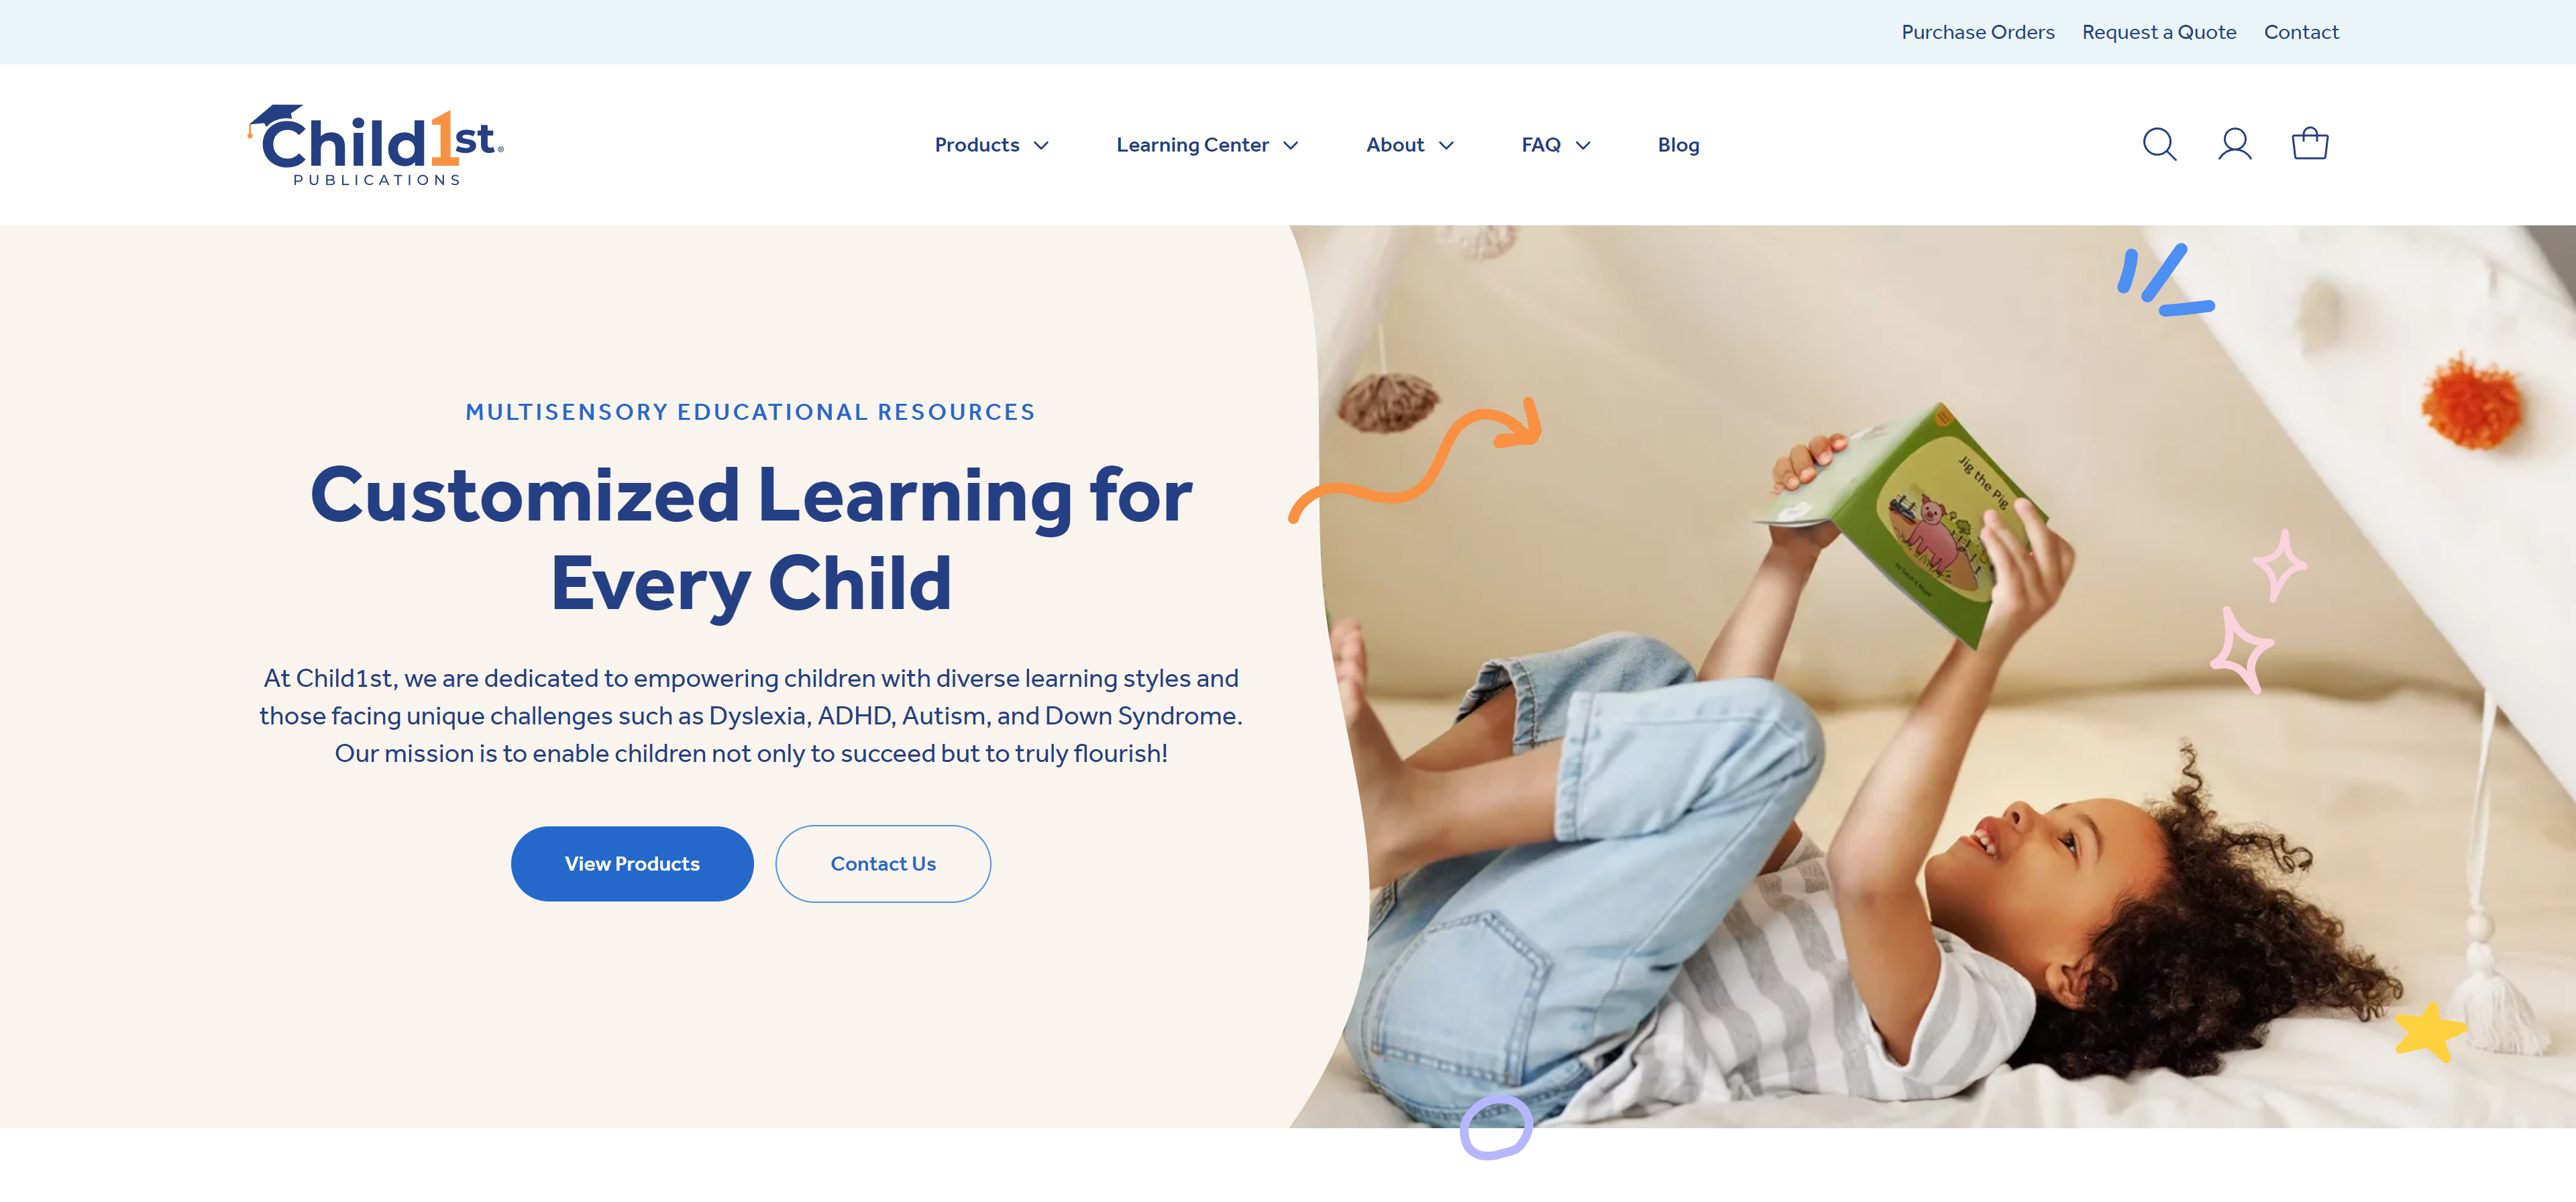 Purchase Orders Request a Quote Contact
Child1st®
PUBLICATIONS
Products Learning Center About FAQ Blog
MULTISENSORY EDUCATIONAL RESOURCES
Customized Learning for
Every Child
At Child1st, we are dedicated to empowering children with diverse learning styles and
those facing unique challenges such as Dyslexia, ADHD, Autism, and Down Syndrome.
Our mission is to enable children not only to succeed but to truly flourish!
View Products Contact Us
Jig the Pig